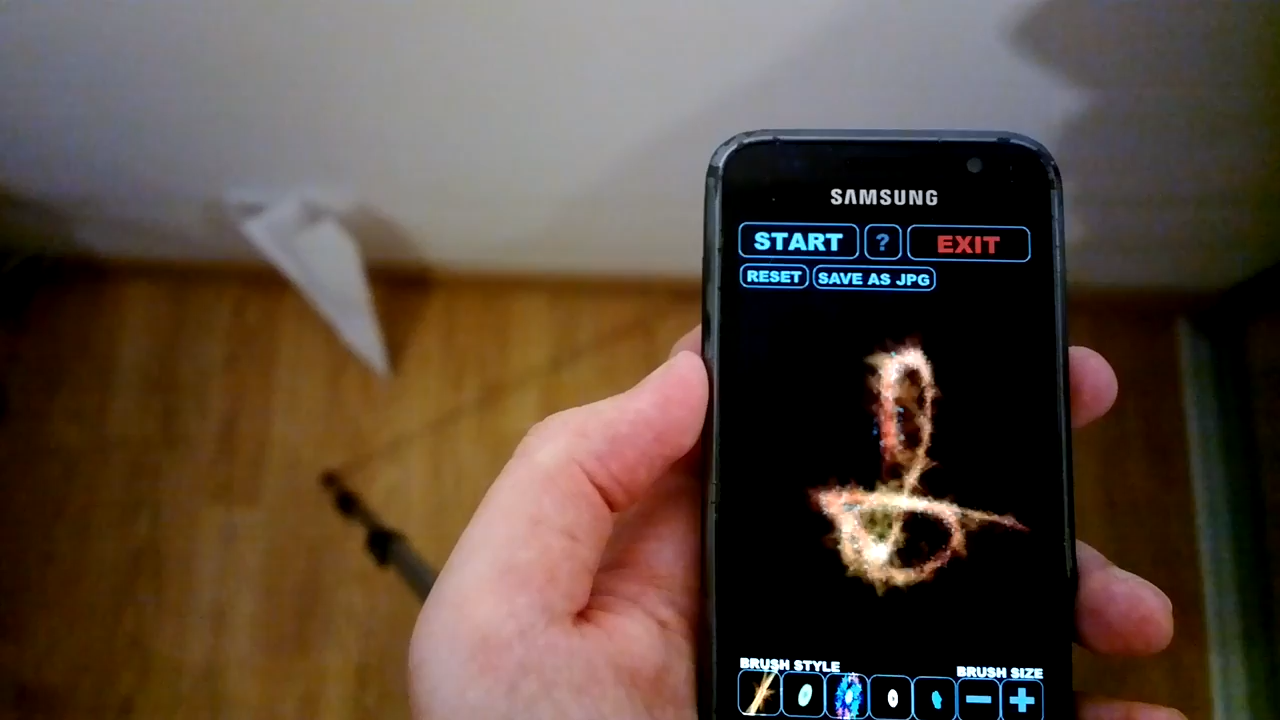 SAMSUNG
START ? EXIT
RESET SAVE AS JPG
BRUSH STYLE BRUSH SIZE
- +